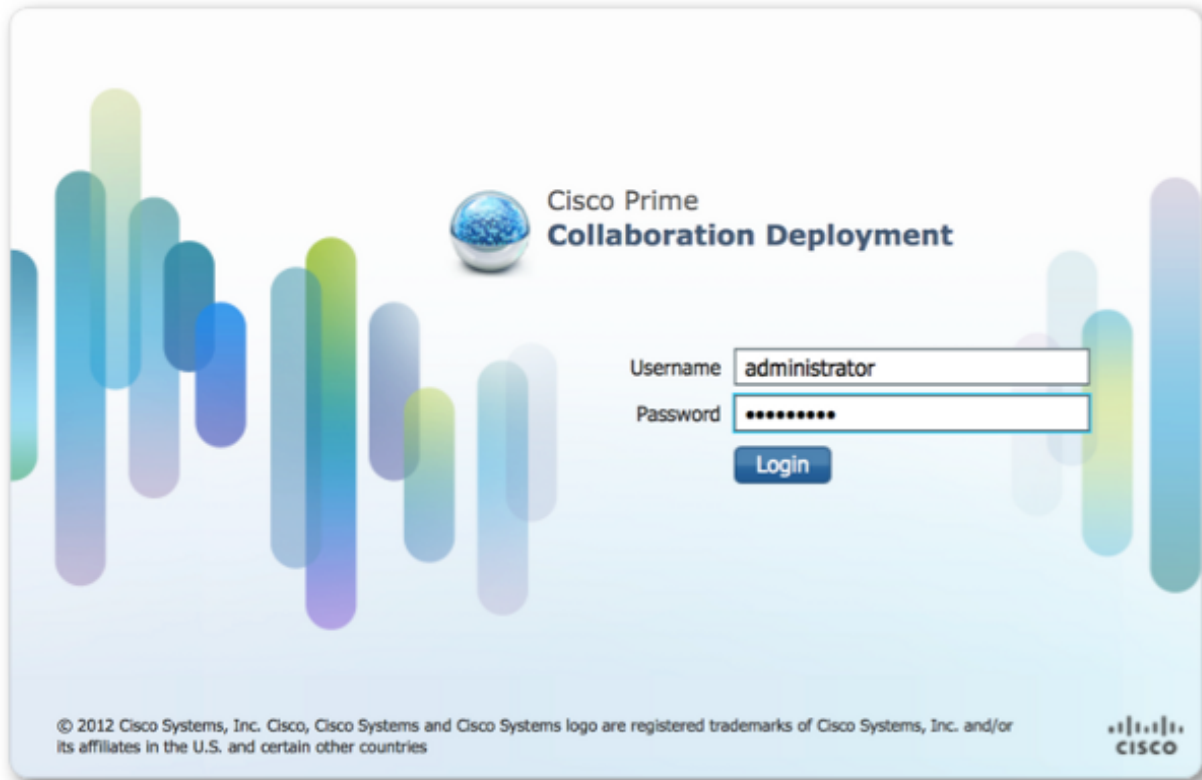 Cisco Prime
Collaboration Deployment
Username administrator
Password •••••••••
Login
© 2012 Cisco Systems, Inc. Cisco, Cisco Systems and Cisco Systems logo are registered trademarks of Cisco Systems, Inc. and/or
its affiliates in the U.S. and certain other countries
CISCO